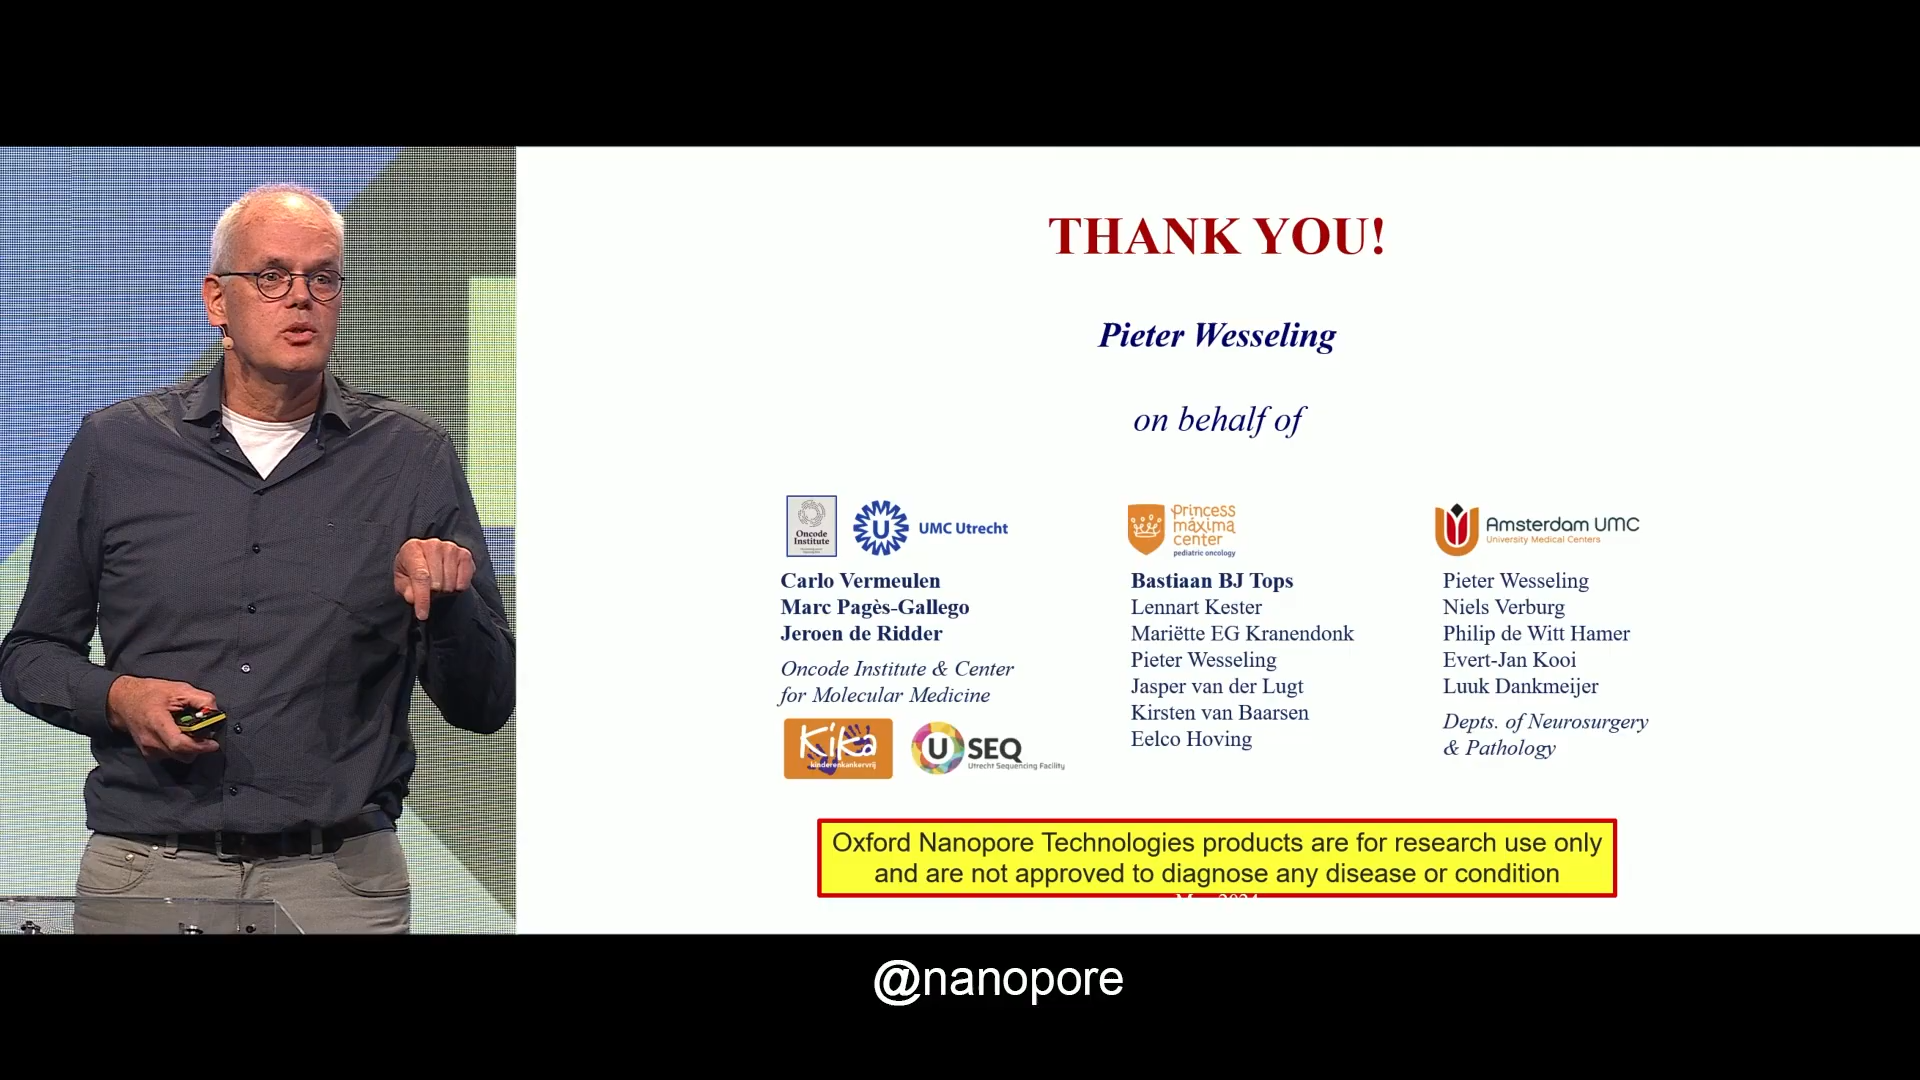 THANK YOU!
Pieter Wesseling
on behalf of
Oncode
Institute
UMC Utrecht
Carlo Vermeulen
Marc Pagès-Gallego
Jeroen de Ridder
Oncode Institute & Center
for Molecular Medicine
Kika
kinderenkankervrij
U SEQ
Utrecht Sequencing Facility
Princess
máxima
center
pediatric oncology
Bastiaan BJ Tops
Lennart Kester
Mariëtte EG Kranendonk
Pieter Wesseling
Jasper van der Lugt
Kirsten van Baarsen
Eelco Hoving
Amsterdam UMC
University Medical Centers
Pieter Wesseling
Niels Verburg
Philip de Witt Hamer
Evert-Jan Kooi
Luuk Dankmeijer
Depts. of Neurosurgery
& Pathology
Oxford Nanopore Technologies products are for research use only
and are not approved to diagnose any disease or condition
@nanopore